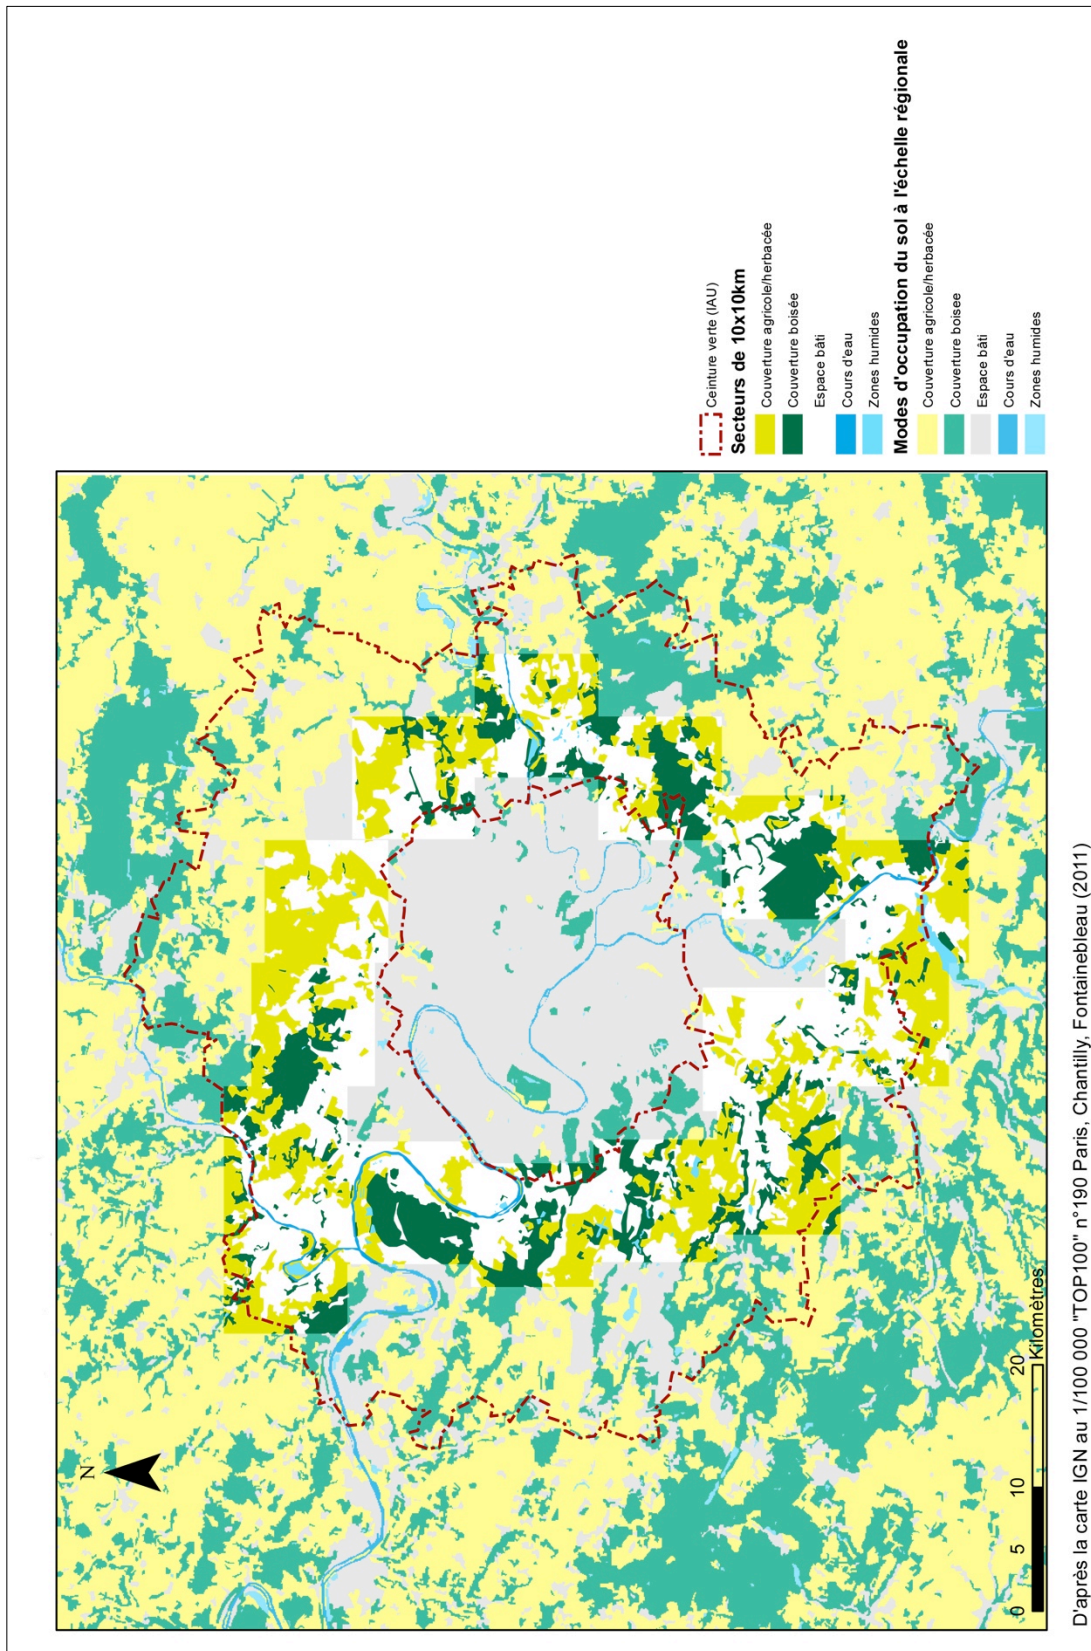 N
0 5 10 20
Kilomètres
Ceinture verte (IAU)
Secteurs de 10x10km
Couverture agricole/herbacée
Couverture boisée
Espace bâti
Cours d'eau
Zones humides
Modes d'occupation du sol à l'échelle régionale
Couverture agricole/herbacée
Couverture boisee
Espace bâti
Cours d'eau
Zones humides
D'après la carte IGN au 1/100 000 "TOP100" n°190 Paris, Chantilly, Fontainebleau (2011)